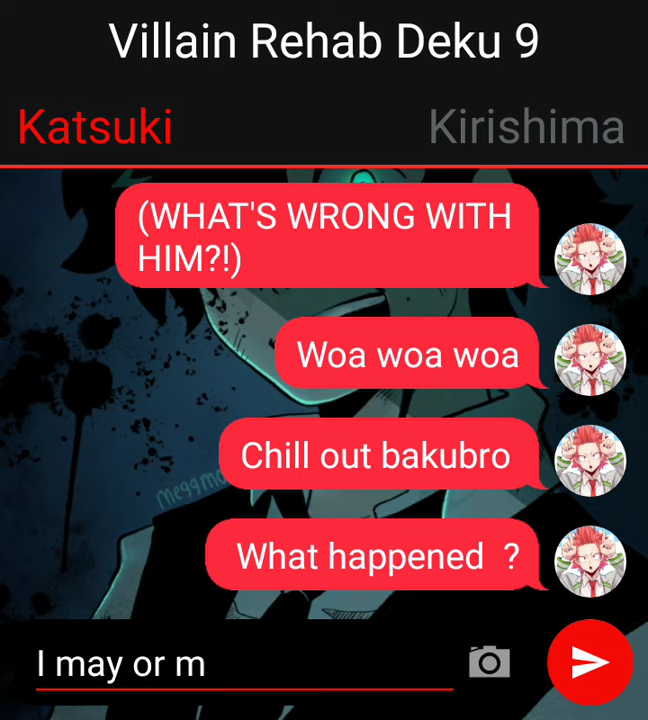 Villain Rehab Deku 9
Katsuki Kirishima
(WHAT'S WRONG WITH
HIM?!)
Woa woa woa
Chill out bakubro
What happened ?
I may or m